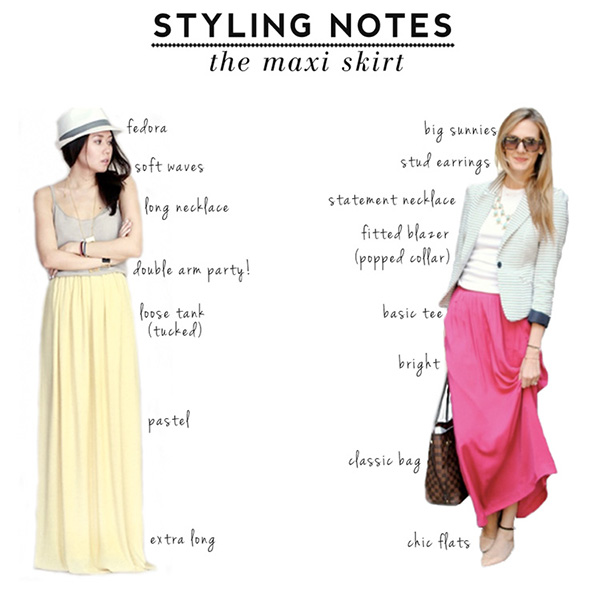 STYLING NOTES
the maxi skirt
fedora
soft waves
long necklace
double arm party!
loose tank
(tucked)
pastel
extra long
big sunnies
stud earrings
statement necklace
fitted blazer
(popped collar)
basic tee
bright
classic bag
chic flats